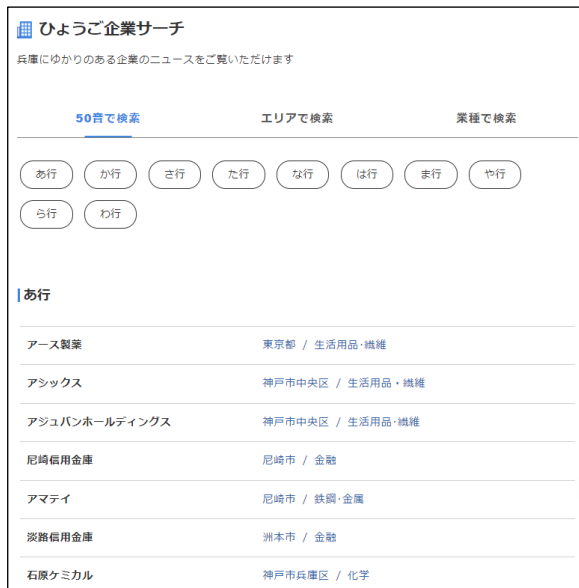 ひょうご企業サーチ
兵庫にゆかりのある企業のニュースをご覧いただけます
50音で検索 エリアで検索 業種で検索
あ行 か行 さ行 た行 な行 は行 ま行 や行
ら行 わ行
あ行
アース製薬 東京都 / 生活用品･繊維
アシックス 神戸市中央区 / 生活用品・繊維
アジュバンホールディングス 神戸市中央区 / 生活用品･繊維
尼崎信用金庫 尼崎市 / 金融
アマテイ 尼崎市 / 鉄鋼･金属
淡路信用金庫 洲本市 / 金融
石原ケミカル 神戸市兵庫区 / 化学